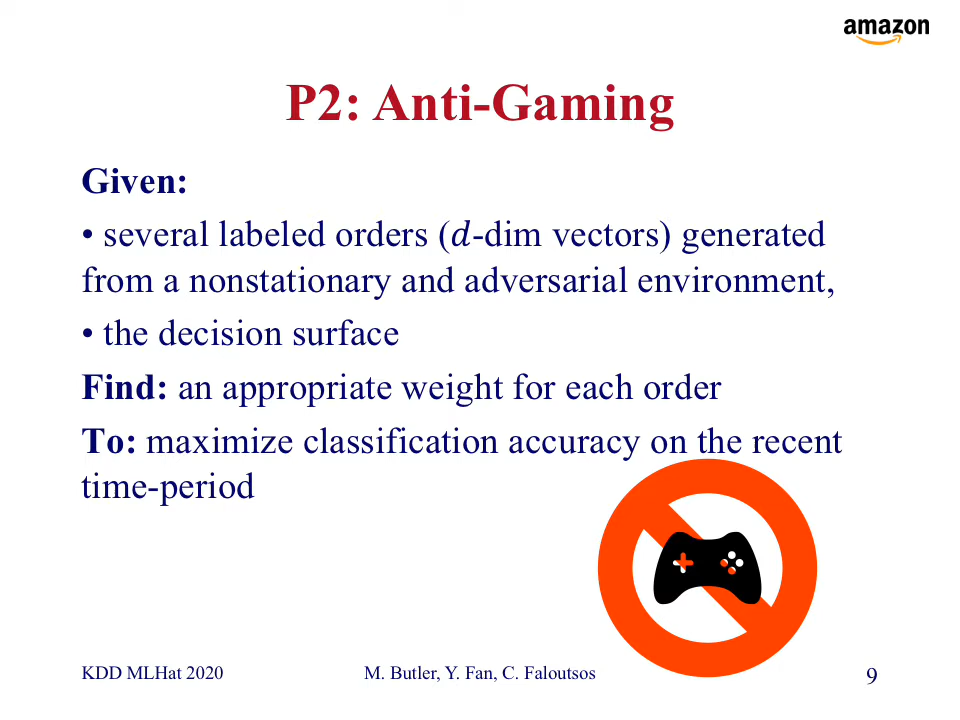 amazon
P2: Anti-Gaming
Given:
• several labeled orders (d-dim vectors) generated
from a nonstationary and adversarial environment,
• the decision surface
Find: an appropriate weight for each order
To: maximize classification accuracy on the recent
time-period
KDD MLHat 2020
M. Butler, Y. Fan, C. Faloutsos
9